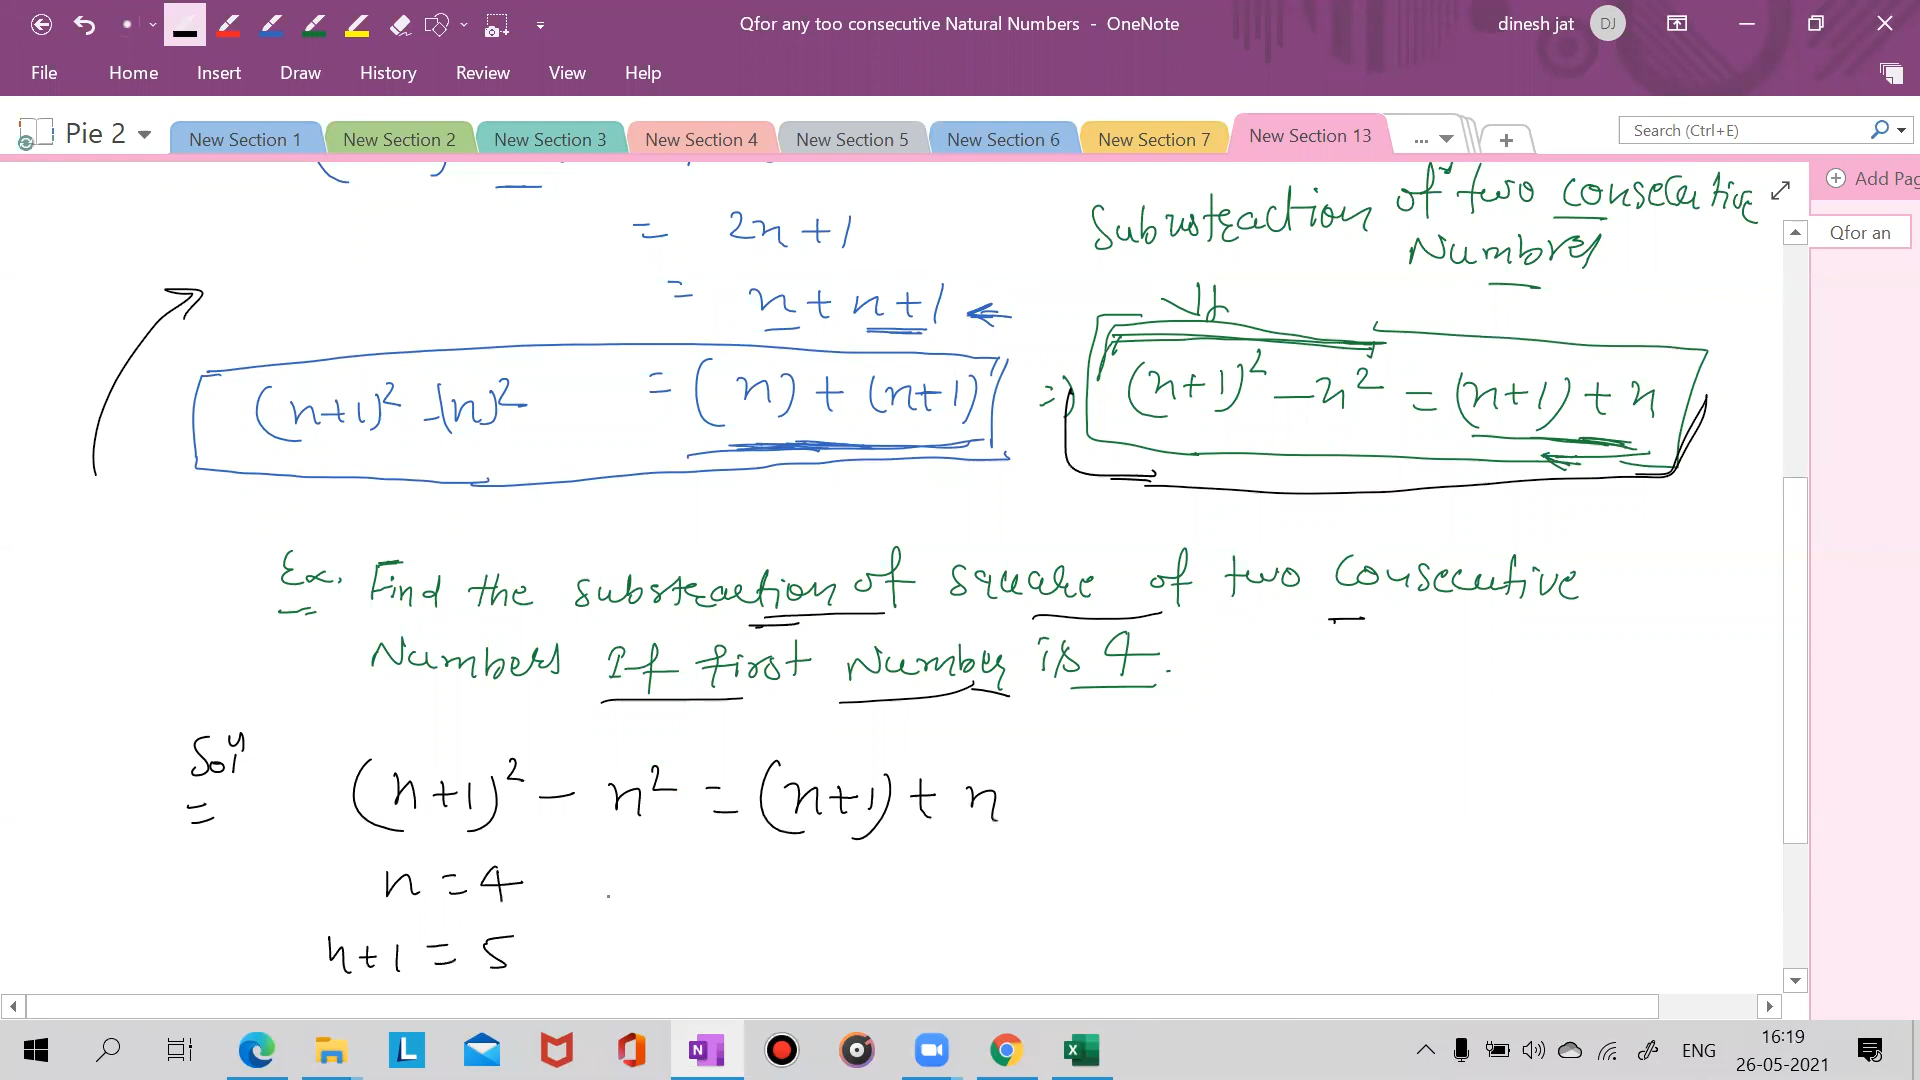 Qfor any too consecutive Natural Numbers - OneNote
dinesh jat
DJ
File Home Insert Draw History Review View Help
Pie 2
New Section 1 New Section 2 New Section 3 New Section 4 New Section 5 New Section 6 New Section 7 New Section 13 ...
Search (Ctrl+E)
Add Pag
Qfor an
= 2n+1
= n + n+1
(n+1)² -(n)² = (n) + (n+1)
Substraction of two consecutive
Numbers
(n+1)² - n² = (n+1) + n
Ex. Find the substraction of square of two consecutive
Numbers If first Number is 4.
Solⁿ
=
(n+1)² - n² = (n+1) + n
n = 4
n+1 = 5
L
N
X
ENG
16:19
26-05-2021